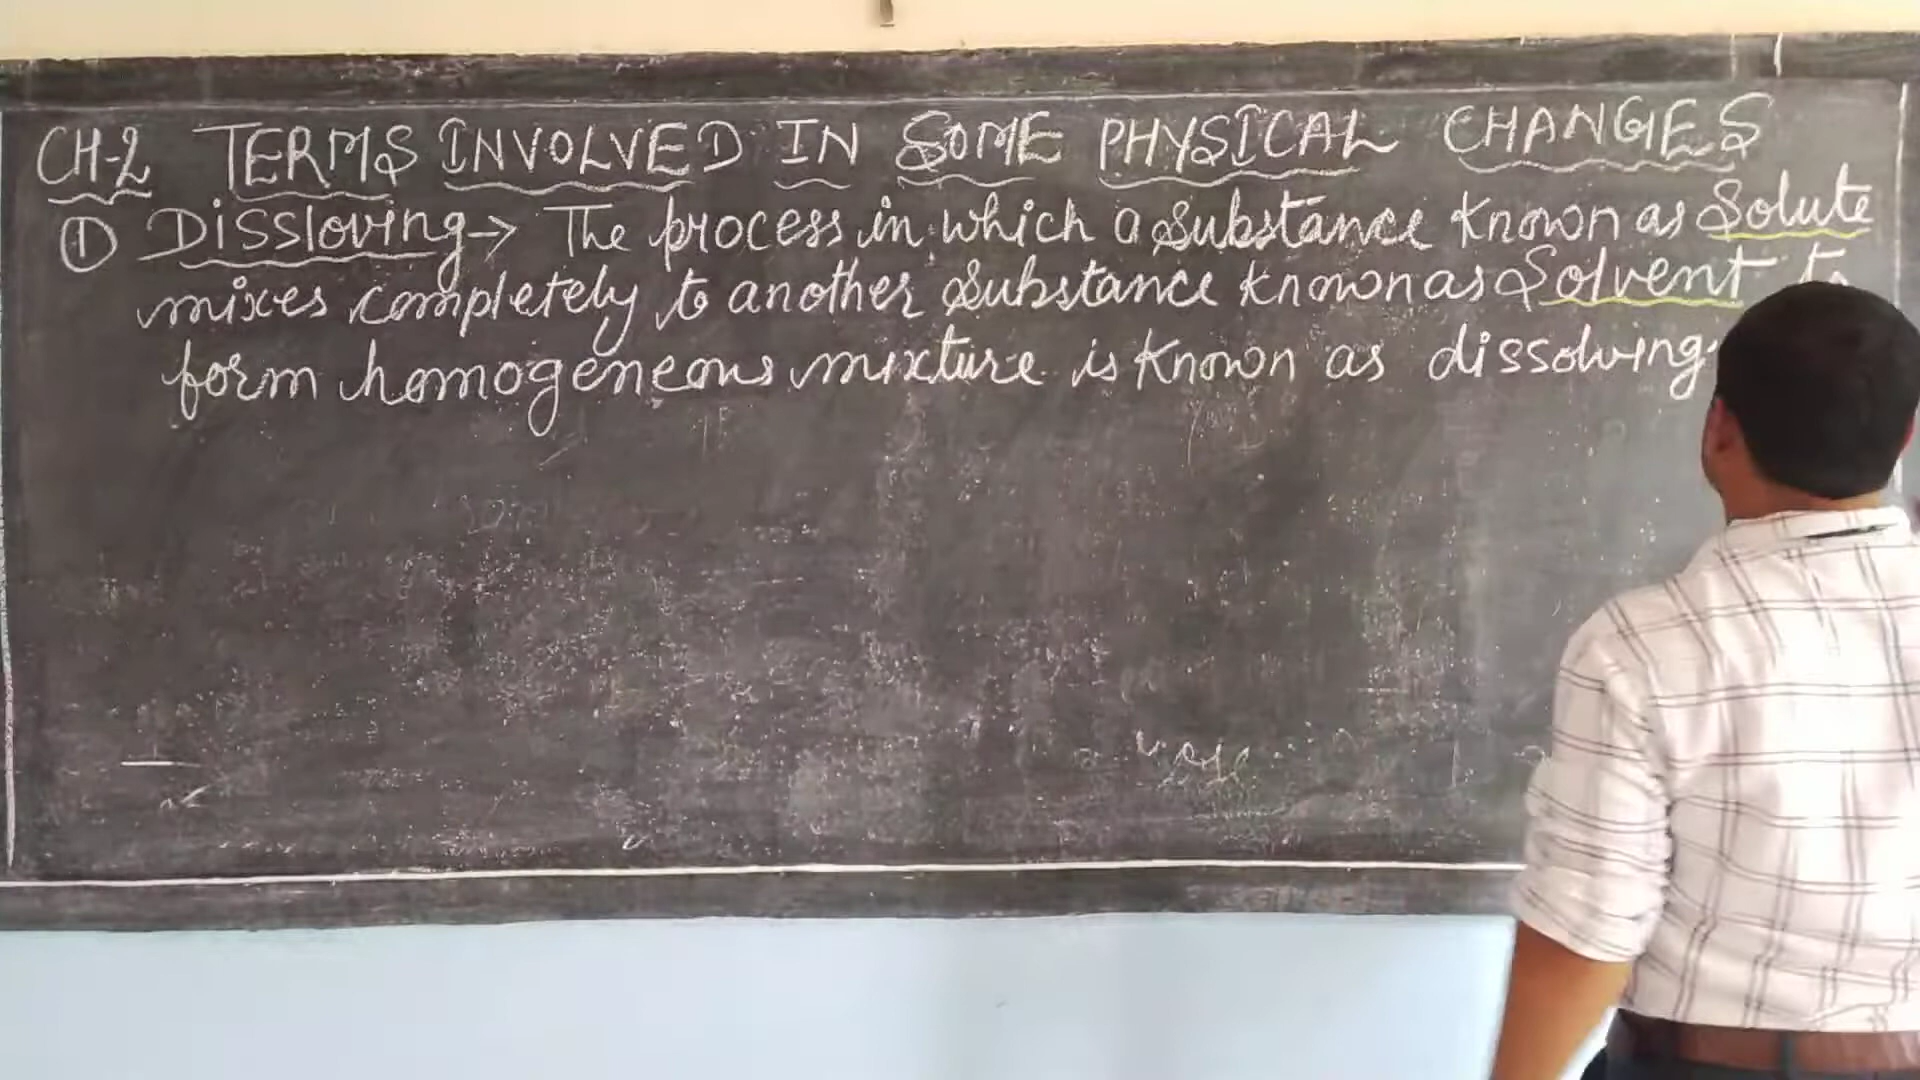 CH-2 TERMS INVOLVED IN SOME PHYSICAL CHANGES
① Dissloving → The process in which a substance known as Solute
mixes completely to another substance known as Solvent to
form homogeneous mixture is known as dissolving.